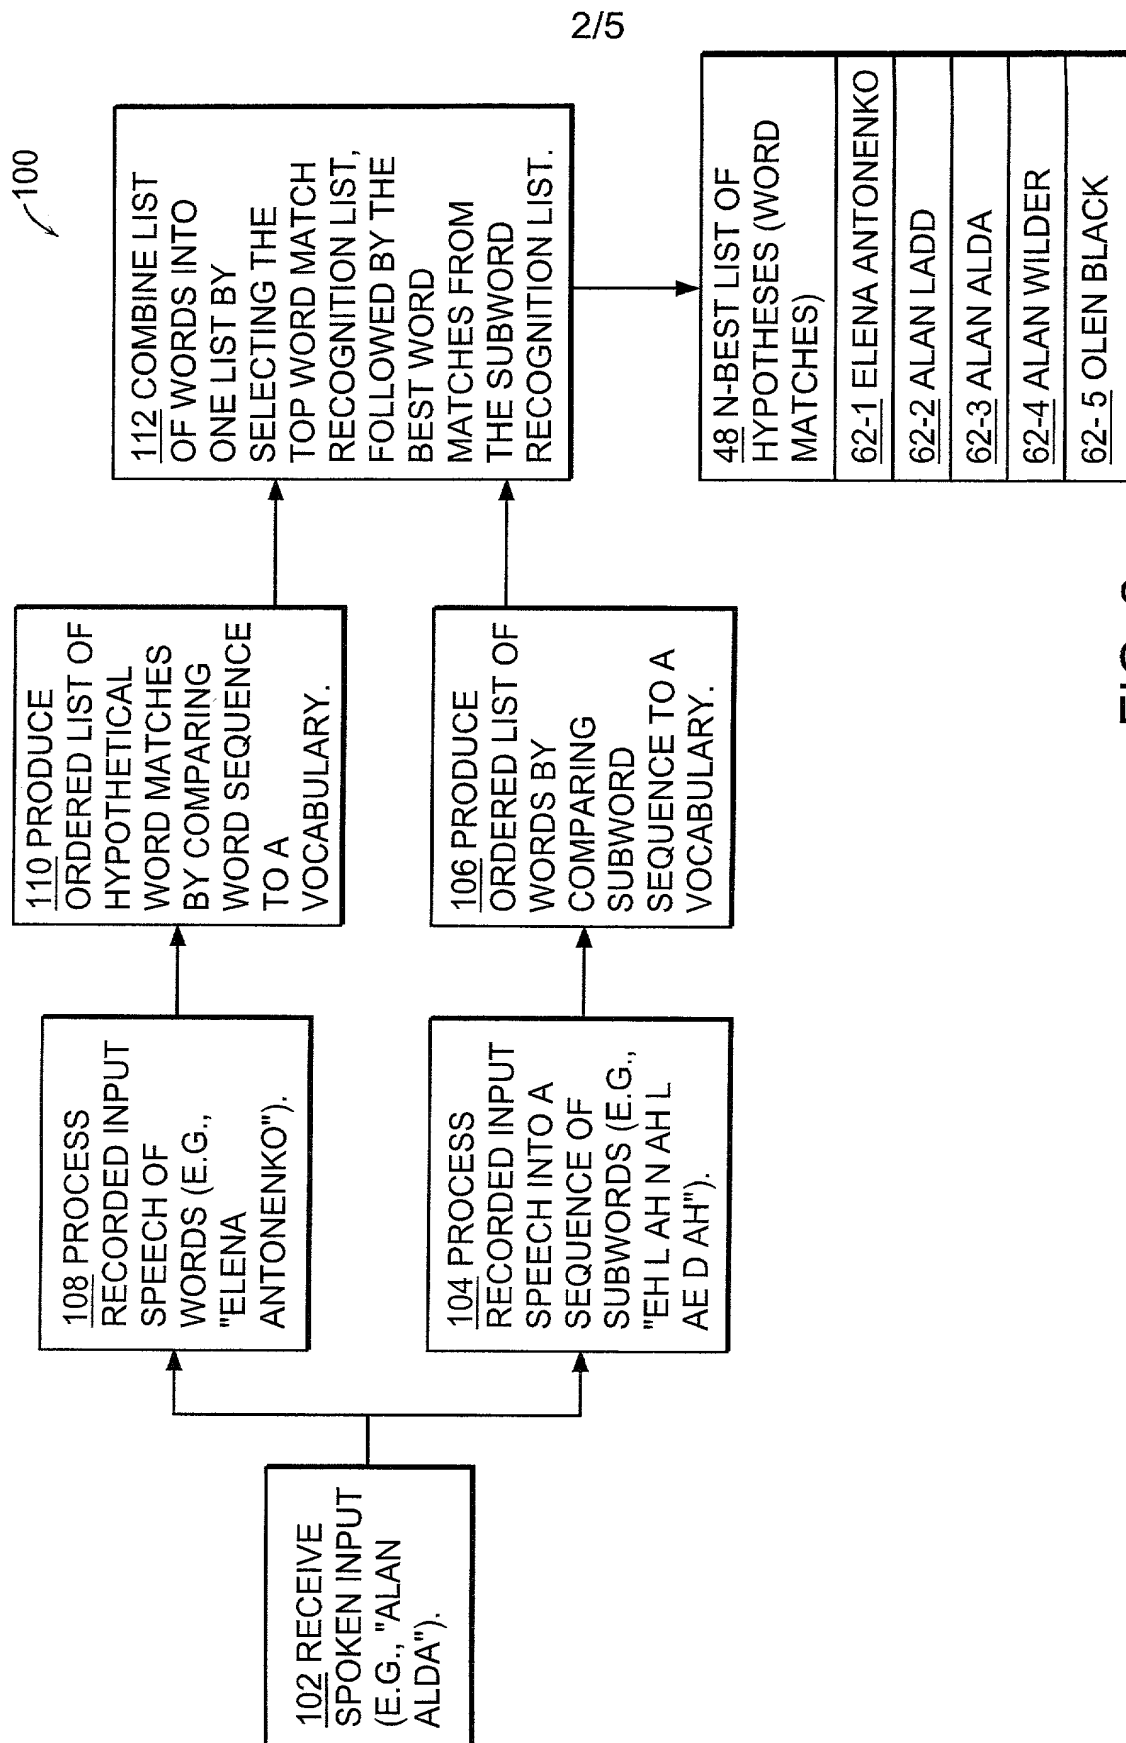 2/5
100
102 RECEIVE
SPOKEN INPUT
(E.G., "ALAN
ALDA").
108 PROCESS
RECORDED INPUT
SPEECH OF
WORDS (E.G.,
"ELENA
ANTONENKO").
104 PROCESS
RECORDED INPUT
SPEECH INTO A
SEQUENCE OF
SUBWORDS (E.G.,
"EH L AH N AH L
AE D AH").
110 PRODUCE
ORDERED LIST OF
HYPOTHETICAL
WORD MATCHES
BY COMPARING
WORD SEQUENCE
TO A
VOCABULARY.
106 PRODUCE
ORDERED LIST OF
WORDS BY
COMPARING
SUBWORD
SEQUENCE TO A
VOCABULARY.
112 COMBINE LIST
OF WORDS INTO
ONE LIST BY
SELECTING THE
TOP WORD MATCH
RECOGNITION LIST,
FOLLOWED BY THE
BEST WORD
MATCHES FROM
THE SUBWORD
RECOGNITION LIST.
48 N-BEST LIST OF
HYPOTHESES (WORD
MATCHES)
62-1 ELENA ANTONENKO
62-2 ALAN LADD
62-3 ALAN ALDA
62-4 ALAN WILDER
62- 5 OLEN BLACK